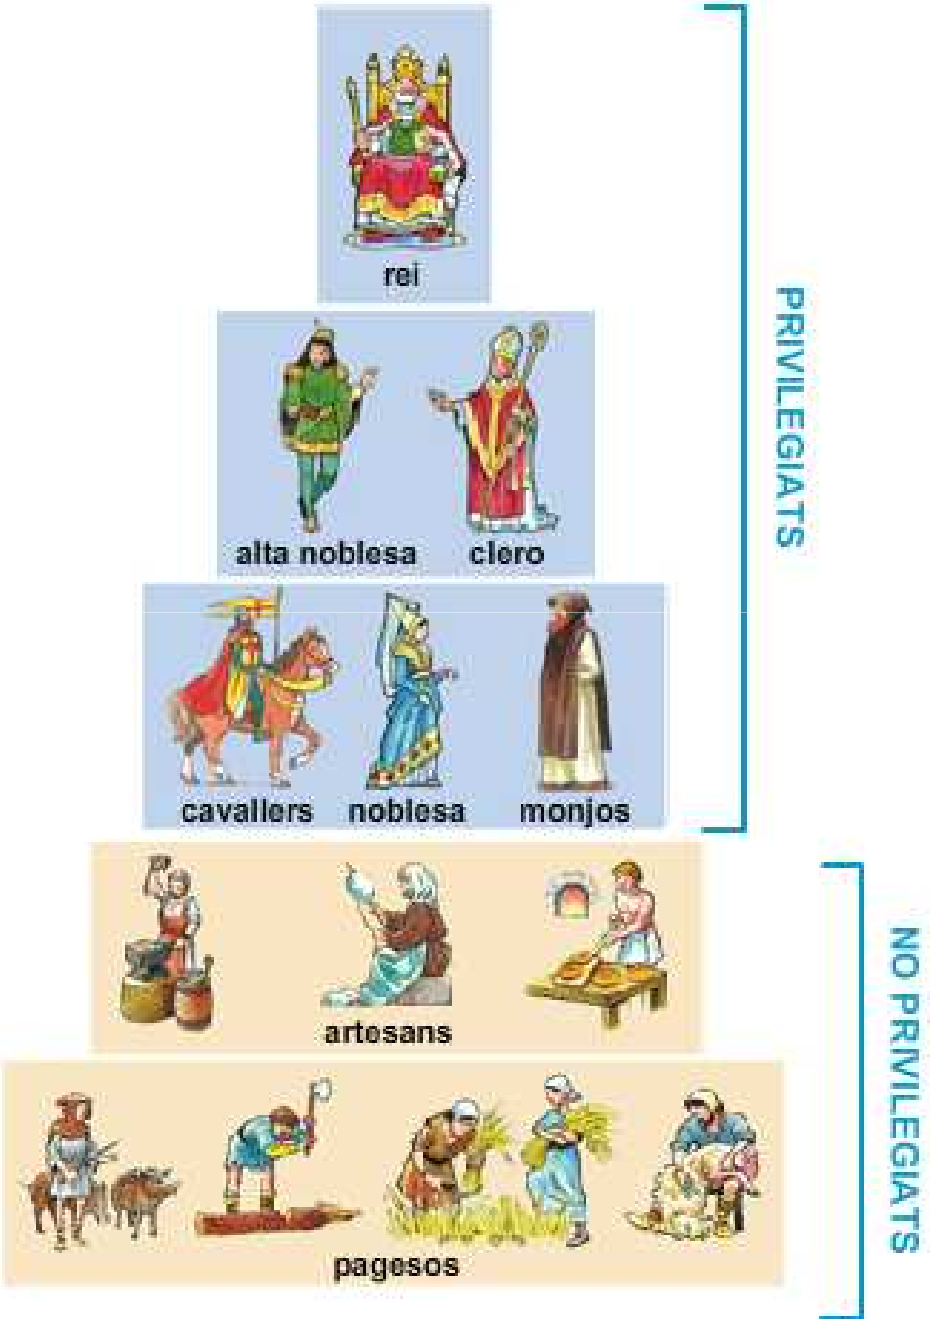 rei
PRIVILEGIATS
alta noblesa clero
cavallers noblesa monjos
artesans
NO PRIVILEGIATS
pagesos